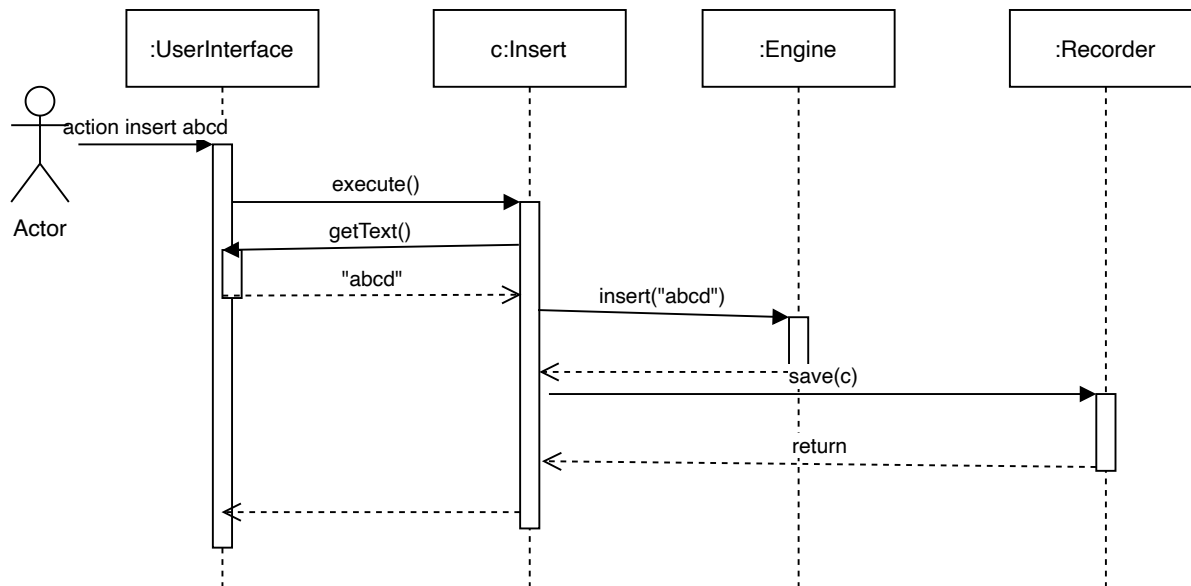 :UserInterface
c:Insert
:Engine
:Recorder
action insert abcd
Actor
execute()
getText()
"abcd"
insert("abcd")
save(c)
return